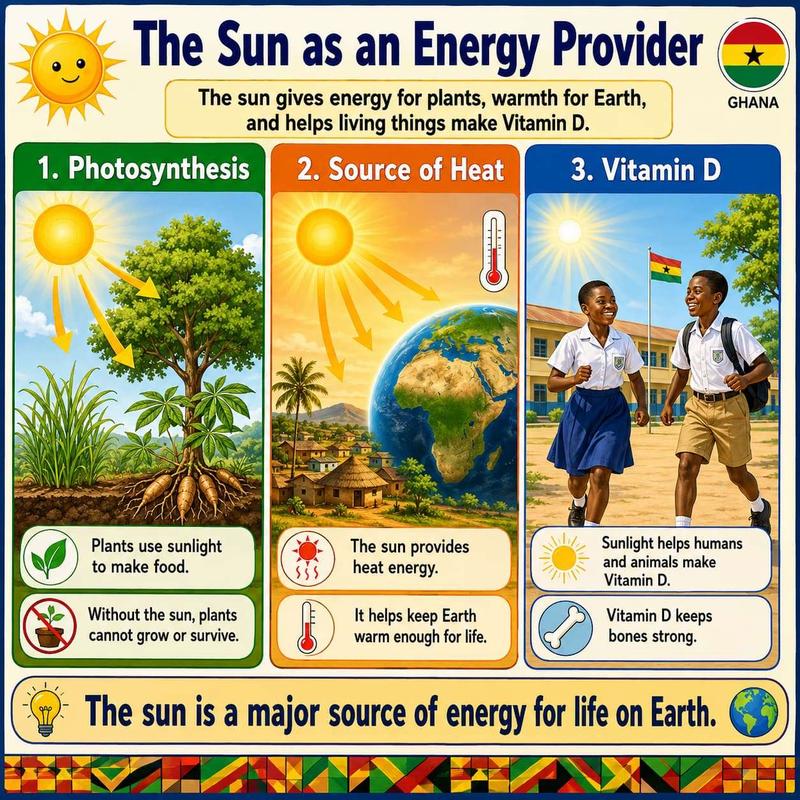 The Sun as an Energy Provider
GHANA
The sun gives energy for plants, warmth for Earth,
and helps living things make Vitamin D.
1. Photosynthesis
Plants use sunlight
to make food.
Without the sun, plants
cannot grow or survive.
2. Source of Heat
The sun provides
heat energy.
It helps keep Earth
warm enough for life.
3. Vitamin D
Sunlight helps humans
and animals make
Vitamin D.
Vitamin D keeps
bones strong.
The sun is a major source of energy for life on Earth.